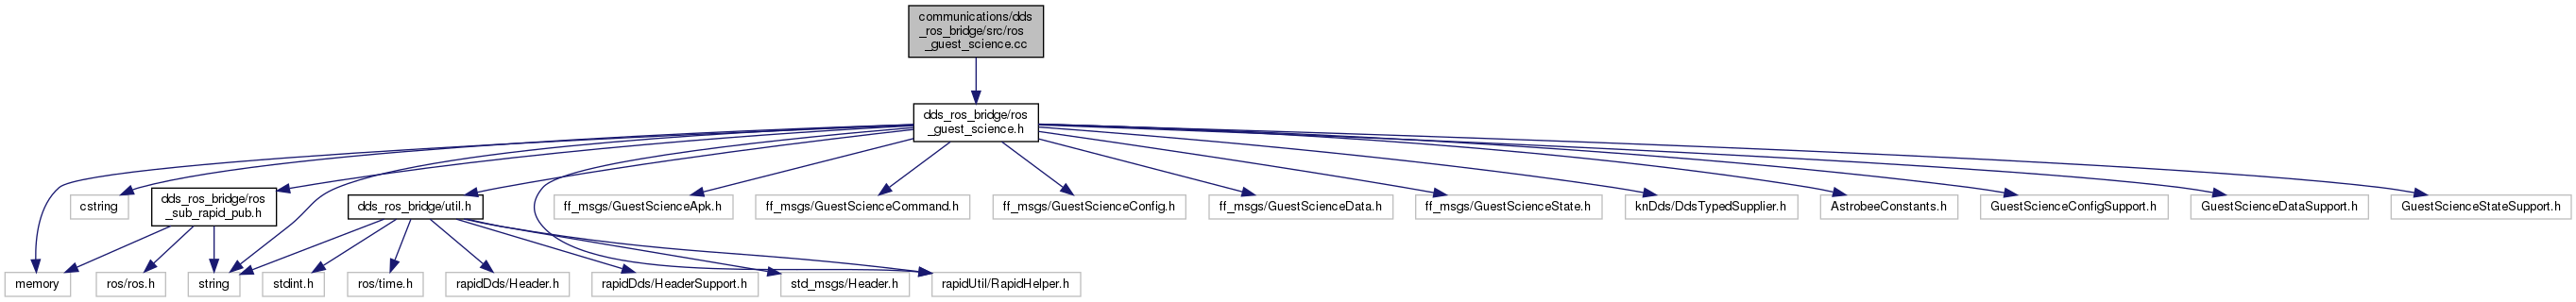 communications/dds
_ros_bridge/src/ros
_guest_science.cc
dds_ros_bridge/ros
_guest_science.h
cstring
dds_ros_bridge/ros
_sub_rapid_pub.h
dds_ros_bridge/util.h
ff_msgs/GuestScienceApk.h
ff_msgs/GuestScienceCommand.h
ff_msgs/GuestScienceConfig.h
ff_msgs/GuestScienceData.h
ff_msgs/GuestScienceState.h
knDds/DdsTypedSupplier.h
AstrobeeConstants.h
GuestScienceConfigSupport.h
GuestScienceDataSupport.h
GuestScienceStateSupport.h
memory
ros/ros.h
string
stdint.h
ros/time.h
rapidDds/Header.h
rapidDds/HeaderSupport.h
std_msgs/Header.h
rapidUtil/RapidHelper.h